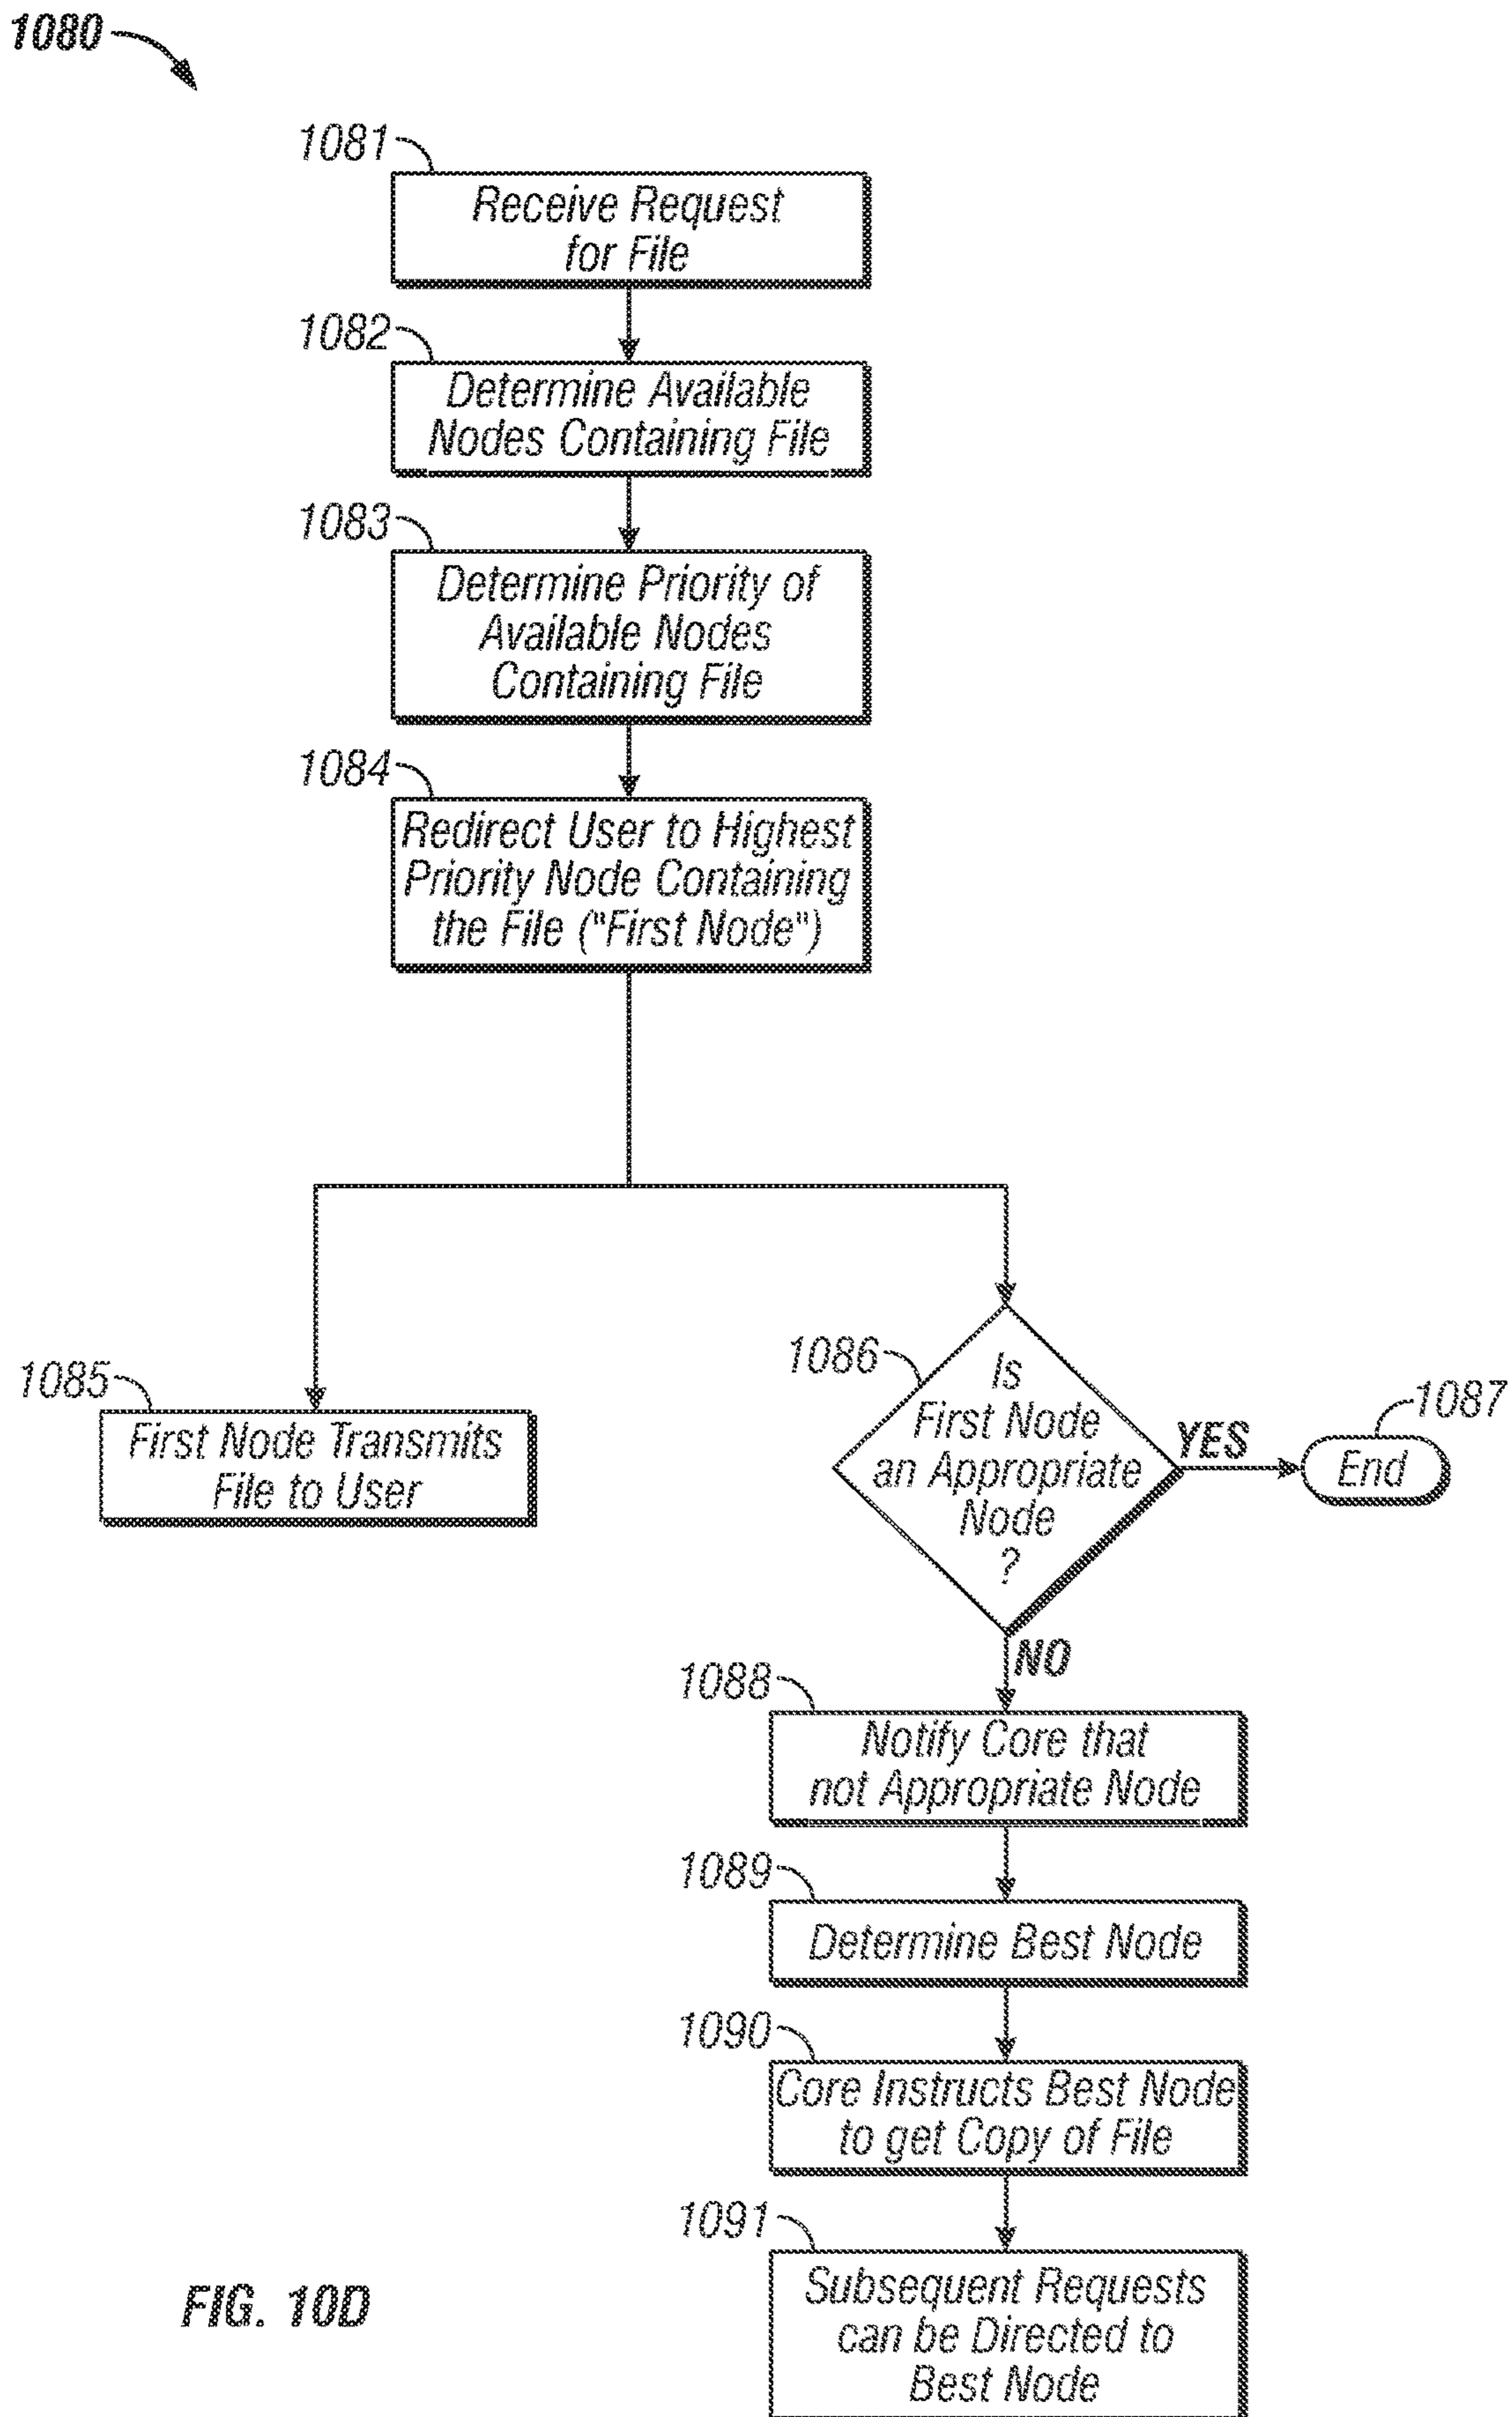 1080
1081
Receive Request
for File
1082
Determine Available
Nodes Containing File
1083
Determine Priority of
Available Nodes
Containing File
1084
Redirect User to Highest
Priority Node Containing
the File ("First Node")
1085
First Node Transmits
File to User
1086
Is
First Node
an Appropriate
Node
?
YES
1087
End
NO
1088
Notify Core that
not Appropriate Node
1089
Determine Best Node
1090
Core Instructs Best Node
to get Copy of File
1091
Subsequent Requests
can be Directed to
Best Node
FIG. 10D